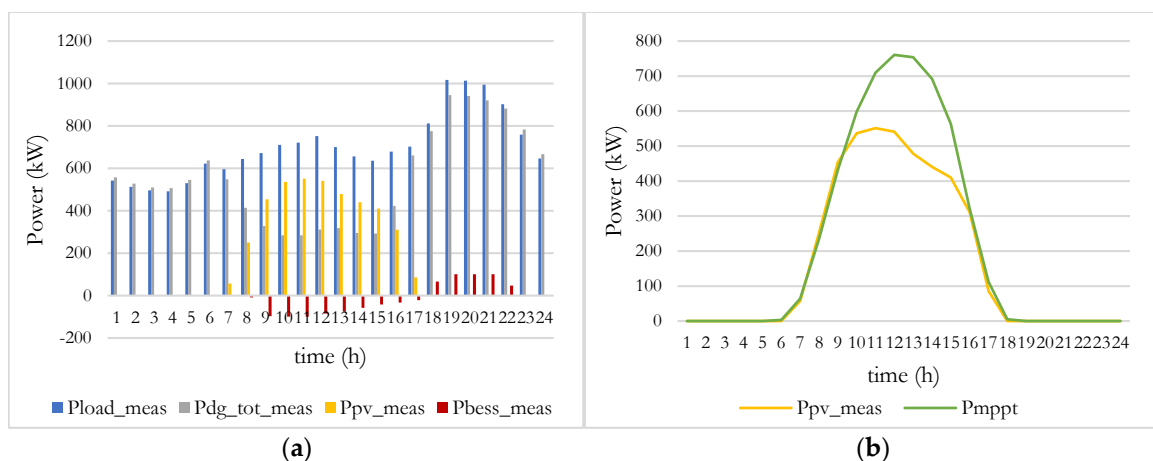 1200
1000
800
600
400
200
0
-200
Power (kW)
1 2 3 4 5 6 7 8 9 10 11 12 13 14 15 16 17 18 19 20 21 22 23 24
time (h)
Pload_meas Pdg_tot_meas Ppv_meas Pbess_meas
(a)
800
700
600
500
400
300
200
100
0
Power (kW)
1 2 3 4 5 6 7 8 9 10 11 12 13 14 15 16 17 18 19 20 21 22 23 24
time (h)
Ppv_meas Pmppt
(b)